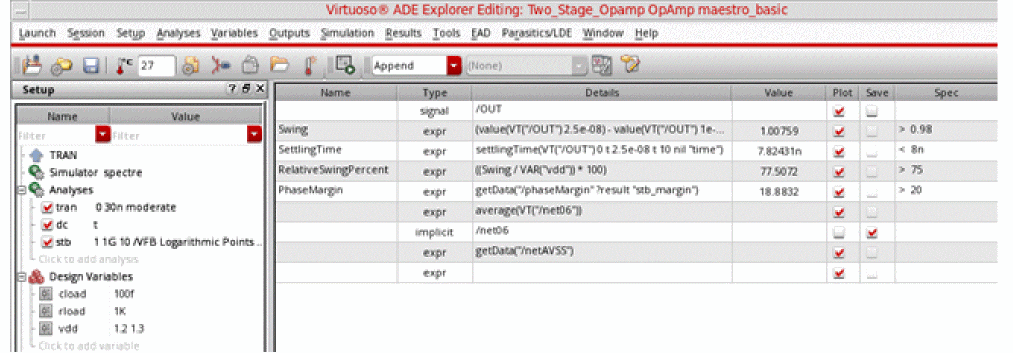 Virtuoso® ADE Explorer Editing: Two_Stage_Opamp OpAmp maestro_basic
Launch Session Setup Analyses Variables Outputs Simulation Results Tools EAD Parasitics/LDE Window Help
27 Append (None)
Setup ? X
Name Value
Filter Filter
TRAN
Simulator spectre
Analyses
tran 0 30n moderate
dc t
stb 1 1G 10 /VFB Logarithmic Points ..
Click to add analysis
Design Variables
cload 100f
rload 1K
vdd 1.2 1.3
Click to add variable
Name Type Details Value Plot Save Spec
signal /OUT
Swing expr (value(VT("/OUT") 2.5e-08) - value(VT("/OUT") 1e-... 1.00759 > 0.98
SettlingTime expr settlingTime(VT("/OUT") 0 t 2.5e-08 t 10 nil "time") 7.82431n < 8n
RelativeSwingPercent expr ((Swing / VAR("vdd")) * 100) 77.5072 > 75
PhaseMargin expr getData("/phaseMargin" ?result "stb_margin") 18.8832 > 20
expr average(VT("/net06"))
implicit /net06
expr getData("/netAVSS")
expr